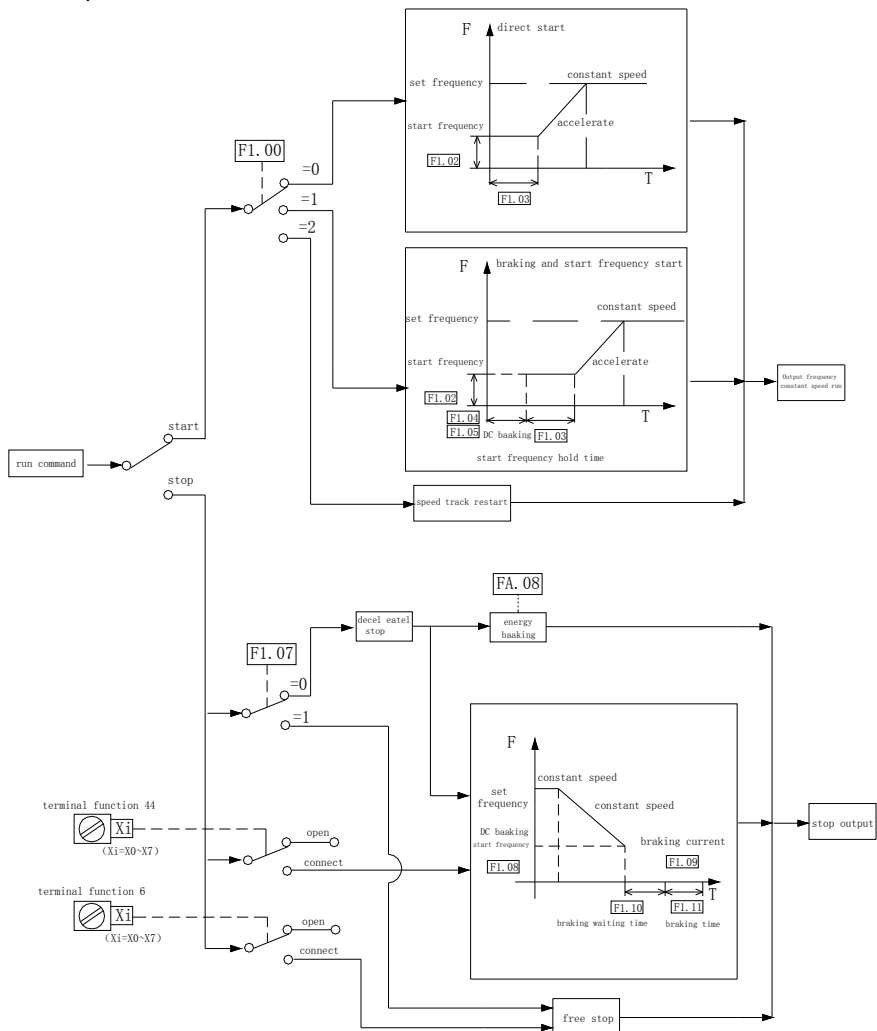 F direct start
set frequency
constant speed
start frequency
accelerate
F1.02
T
F1.03
F1.00
=0
=1
=2
F braking and start frequency start
constant speed
set frequency
start frequency
accelerate
F1.02
F1.04
F1.05 DC baaking F1.03
T
start frequency hold time
Output frequency
constant speed run
start
run command
stop
speed track restart
FA.08
decel eatel
stop
energy
baaking
F1.07
=0
=1
F
constant speed
set
frequency
constant speed
DC baaking
start frequency
braking current
F1.08
F1.09
T
F1.10
F1.11
braking waiting time
braking time
stop output
terminal function 44
Xi
(Xi=X0~X7)
open
connect
terminal function 6
Xi
(Xi=X0~X7)
open
connect
free stop